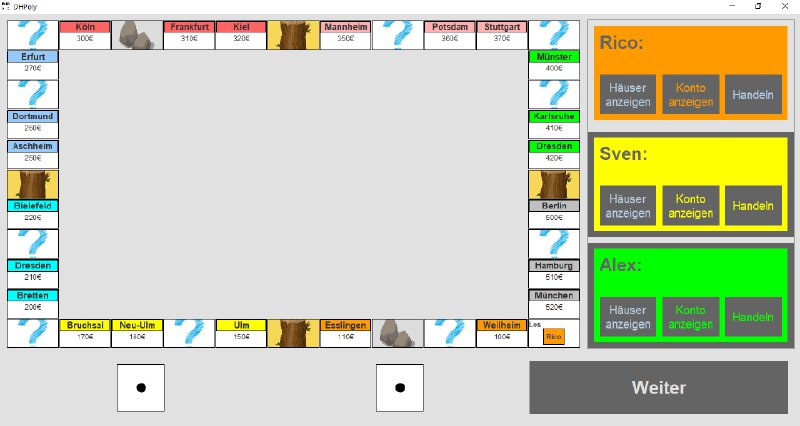 DHPoly
Köln
300€
Frankfurt
310€
Kiel
320€
Mannheim
350€
Potsdam
360€
Stuttgart
370€
Erfurt
270€
Münster
400€
Dortmund
260€
Karlsruhe
410€
Aschheim
250€
Dresden
420€
Bielefeld
220€
Berlin
500€
Dresden
210€
Hamburg
510€
Bretten
200€
München
520€
Bruchsal
170€
Neu-Ulm
160€
Ulm
150€
Esslingen
110€
Weilheim
100€
Los
Rico
Rico:
Häuser
anzeigen
Konto
anzeigen
Handeln
Sven:
Häuser
anzeigen
Konto
anzeigen
Handeln
Alex:
Häuser
anzeigen
Konto
anzeigen
Handeln
Weiter